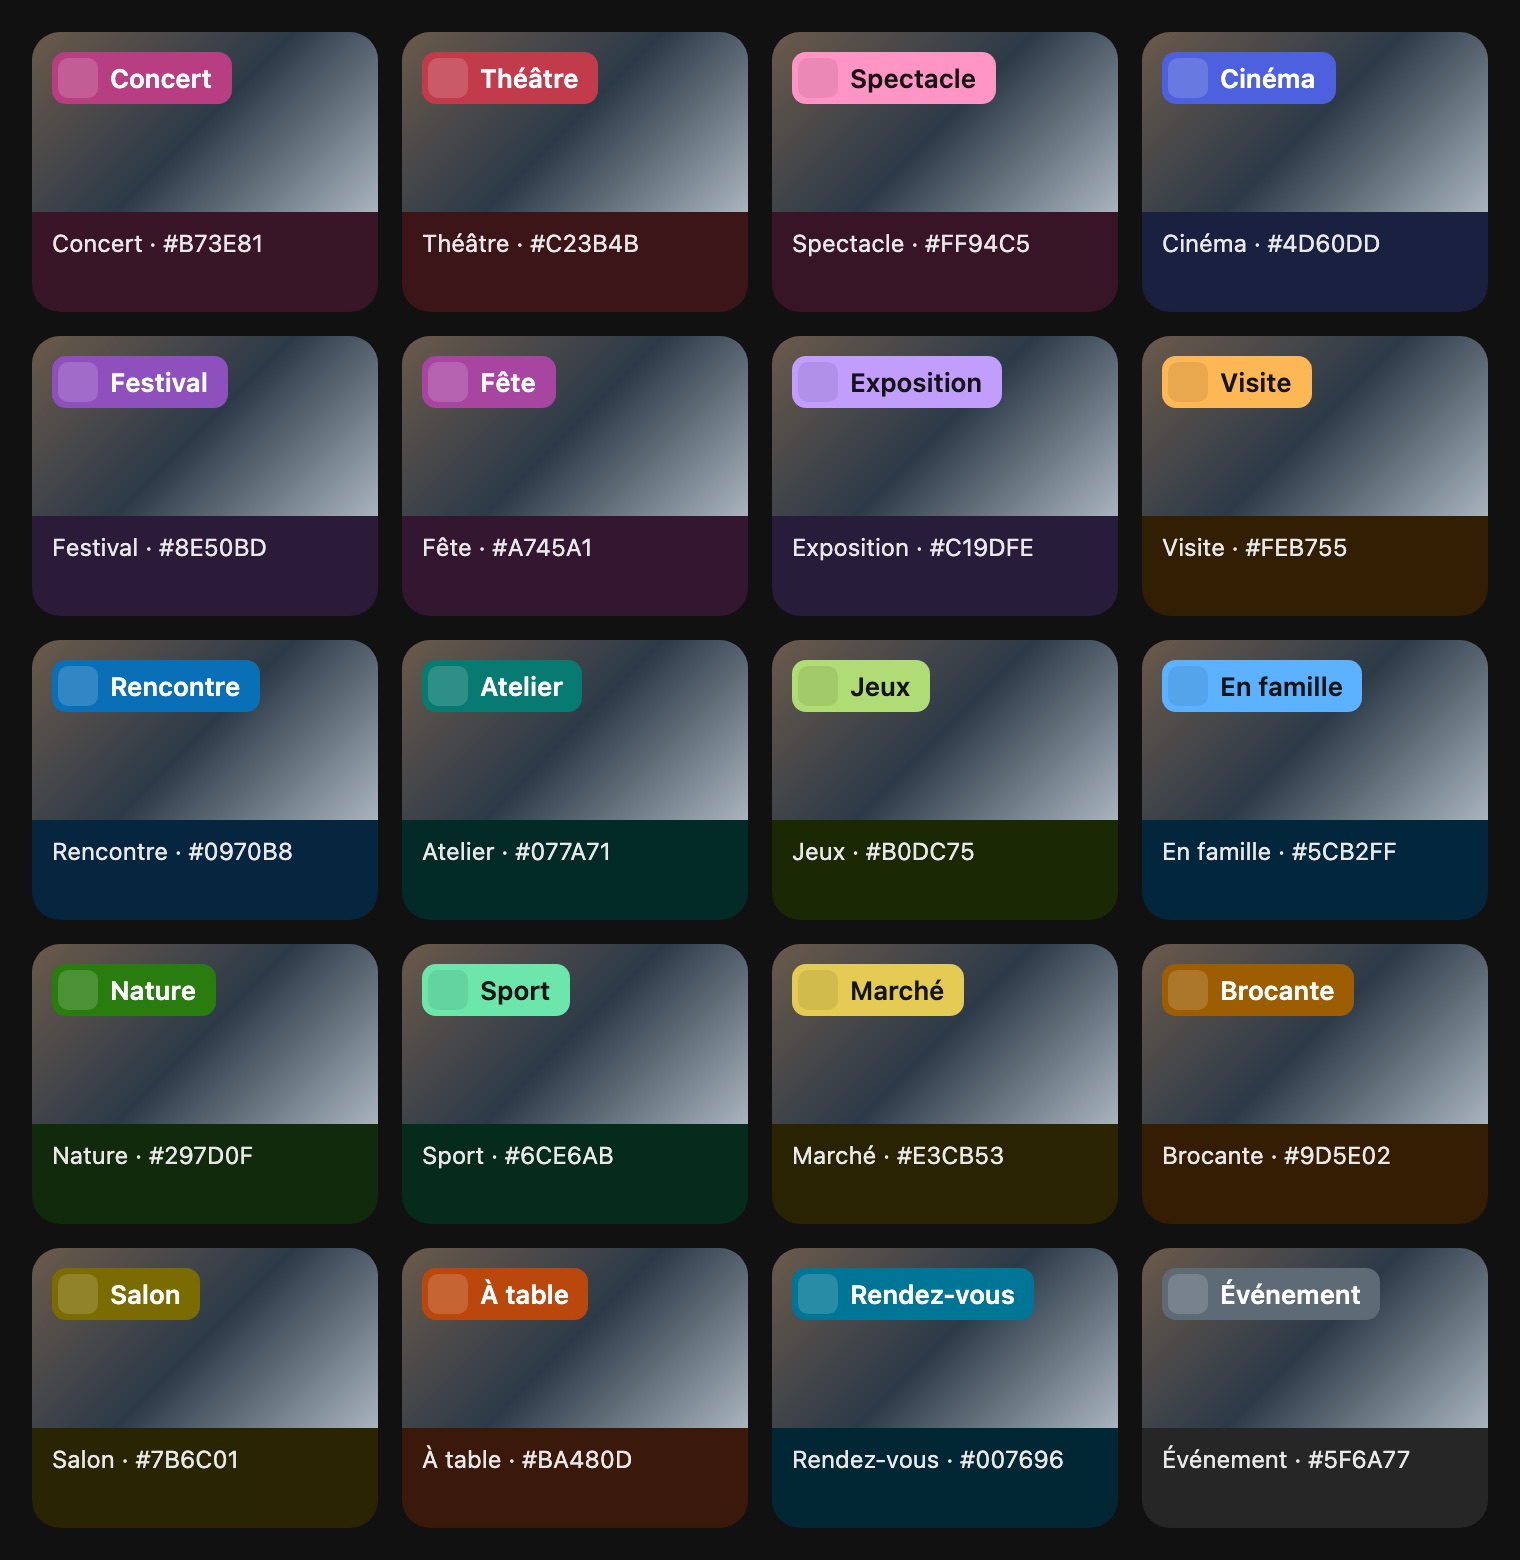 Concert
Théâtre
Spectacle
Cinéma
Concert · #B73E81
Théâtre · #C23B4B
Spectacle · #FF94C5
Cinéma · #4D60DD
Festival
Fête
Exposition
Visite
Festival · #8E50BD
Fête · #A745A1
Exposition · #C19DFE
Visite · #FEB755
Rencontre
Atelier
Jeux
En famille
Rencontre · #0970B8
Atelier · #077A71
Jeux · #B0DC75
En famille · #5CB2FF
Nature
Sport
Marché
Brocante
Nature · #297D0F
Sport · #6CE6AB
Marché · #E3CB53
Brocante · #9D5E02
Salon
À table
Rendez-vous
Événement
Salon · #7B6C01
À table · #BA480D
Rendez-vous · #007696
Événement · #5F6A77